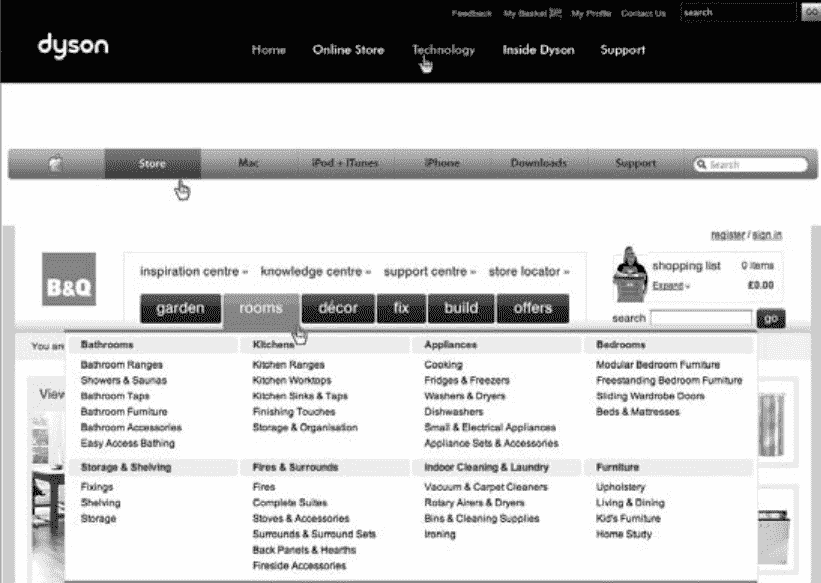 Feedback My Basket My Profile Contact Us search GO
dyson
Home Online Store Technology Inside Dyson Support
Store Mac iPod + iTunes iPhone Downloads Support Search
register / sign in
B&Q
inspiration centre » knowledge centre » support centre » store locator »
shopping list 0 items
Expand £0.00
garden rooms décor fix build offers
search go
You are
Bathrooms Kitchens Appliances Bedrooms
Bathroom Ranges Kitchen Ranges Cooking Modular Bedroom Furniture
Showers & Saunas Kitchen Worktops Fridges & Freezers Freestanding Bedroom Furniture
Bathroom Taps Kitchen Sinks & Taps Washers & Dryers Sliding Wardrobe Doors
Bathroom Furniture Finishing Touches Dishwashers Beds & Mattresses
Bathroom Accessories Storage & Organisation Small & Electrical Appliances
Easy Access Bathing Appliance Sets & Accessories
View
Storage & Shelving Fires & Surrounds Indoor Cleaning & Laundry Furniture
Fixings Fires Vacuum & Carpet Cleaners Upholstery
Shelving Complete Suites Rotary Airers & Dryers Living & Dining
Storage Stoves & Accessories Bins & Cleaning Supplies Kid's Furniture
Surrounds & Surround Sets Ironing Home Study
Back Panels & Hearths
Fireside Accessories